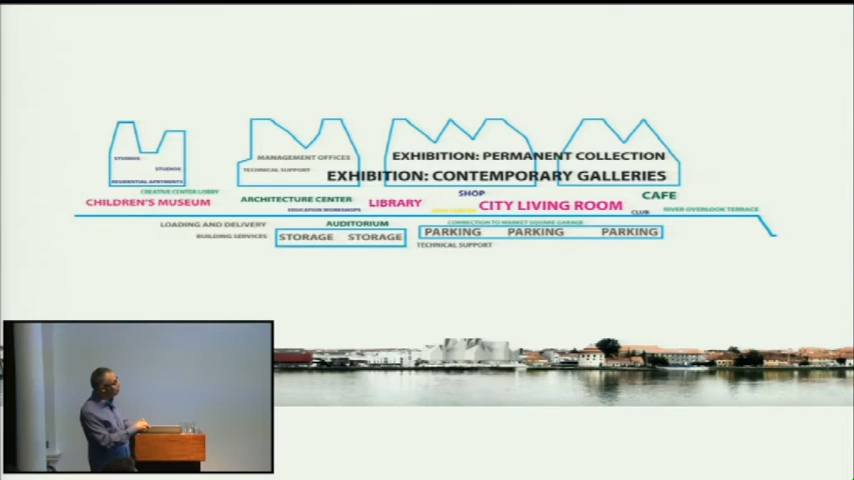 STUDIOS
MANAGEMENT OFFICES
EXHIBITION: PERMANENT COLLECTION
STUDIOS
TECHNICAL SUPPORT
EXHIBITION: CONTEMPORARY GALLERIES
RESIDENTIAL APARTMENTS
CREATIVE CENTER LOBBY
SHOP
CHILDREN'S MUSEUM
ARCHITECTURE CENTER
LIBRARY
CITY LIVING ROOM
CAFE
EDUCATION WORKSHOPS
CLUB
RIVER OVERLOOK TERRACE
LOADING AND DELIVERY
AUDITORIUM
CONNECTION TO MARKET SQUARE GARAGE
BUILDING SERVICES
STORAGE STORAGE
PARKING PARKING PARKING
TECHNICAL SUPPORT